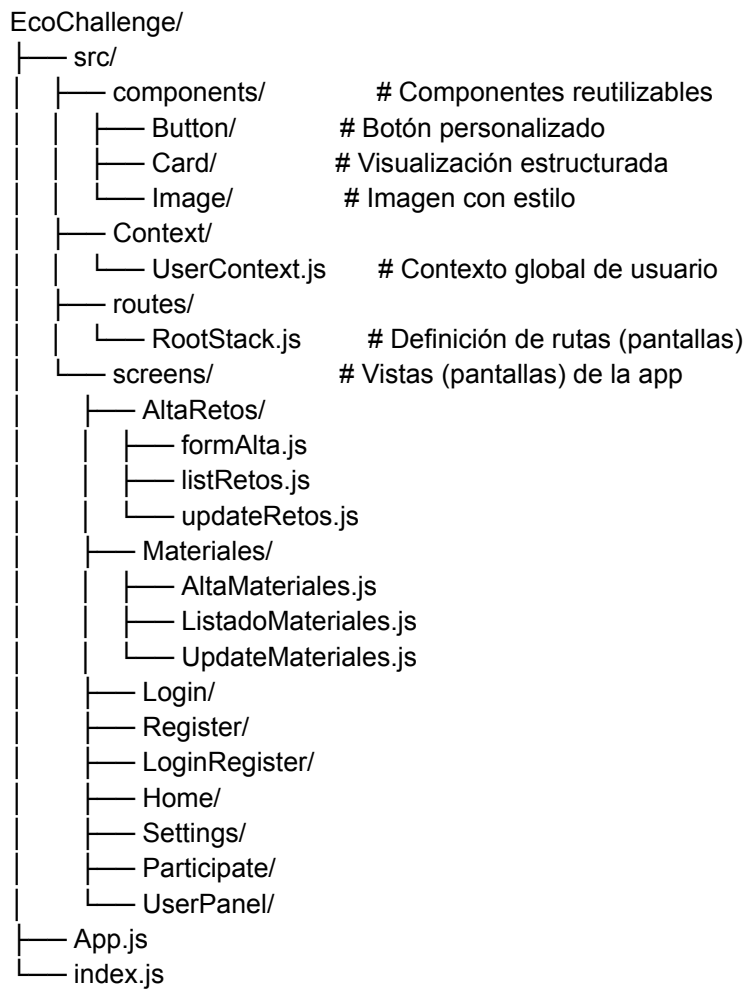 EcoChallenge/
├── src/
│   ├── components/             # Componentes reutilizables
│   │   ├── Button/            # Botón personalizado
│   │   ├── Card/              # Visualización estructurada
│   │   └── Image/             # Imagen con estilo
│   ├── Context/
│   │   └── UserContext.js     # Contexto global de usuario
│   ├── routes/
│   │   └── RootStack.js       # Definición de rutas (pantallas)
│   └── screens/               # Vistas (pantallas) de la app
│       ├── AltaRetos/
│       │   ├── formAlta.js
│       │   ├── listRetos.js
│       │   └── updateRetos.js
│       ├── Materiales/
│       │   ├── AltaMateriales.js
│       │   ├── ListadoMateriales.js
│       │   └── UpdateMateriales.js
│       ├── Login/
│       ├── Register/
│       ├── LoginRegister/
│       ├── Home/
│       ├── Settings/
│       ├── Participate/
│       └── UserPanel/
├── App.js
└── index.js